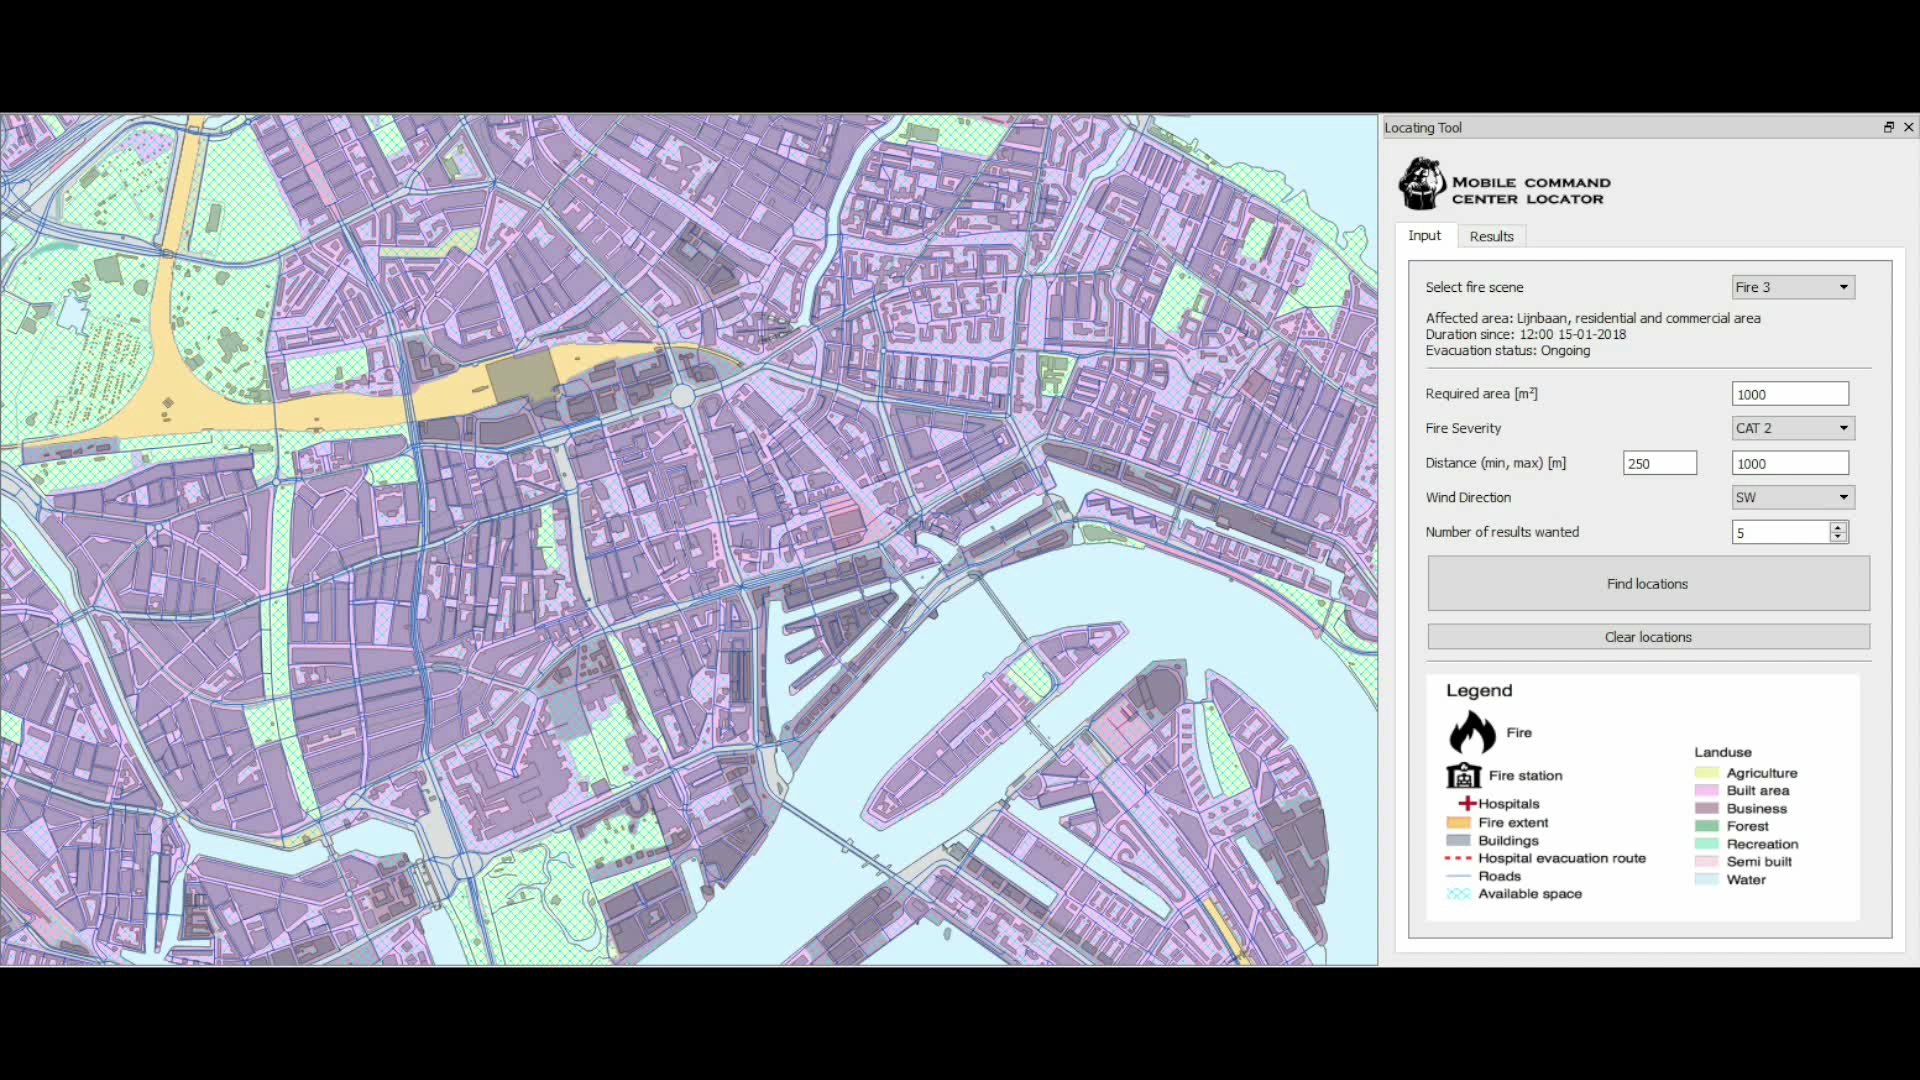 Locating Tool
MOBILE COMMAND
CENTER LOCATOR
Input
Results
Select fire scene
Fire 3
Affected area: Lijnbaan, residential and commercial area
Duration since: 12:00 15-01-2018
Evacuation status: Ongoing
Required area [m²]
1000
Fire Severity
CAT 2
Distance (min, max) [m]
250
1000
Wind Direction
SW
Number of results wanted
5
Find locations
Clear locations
Legend
Fire
Fire station
Hospitals
Fire extent
Buildings
Hospital evacuation route
Roads
Available space
Landuse
Agriculture
Built area
Business
Forest
Recreation
Semi built
Water